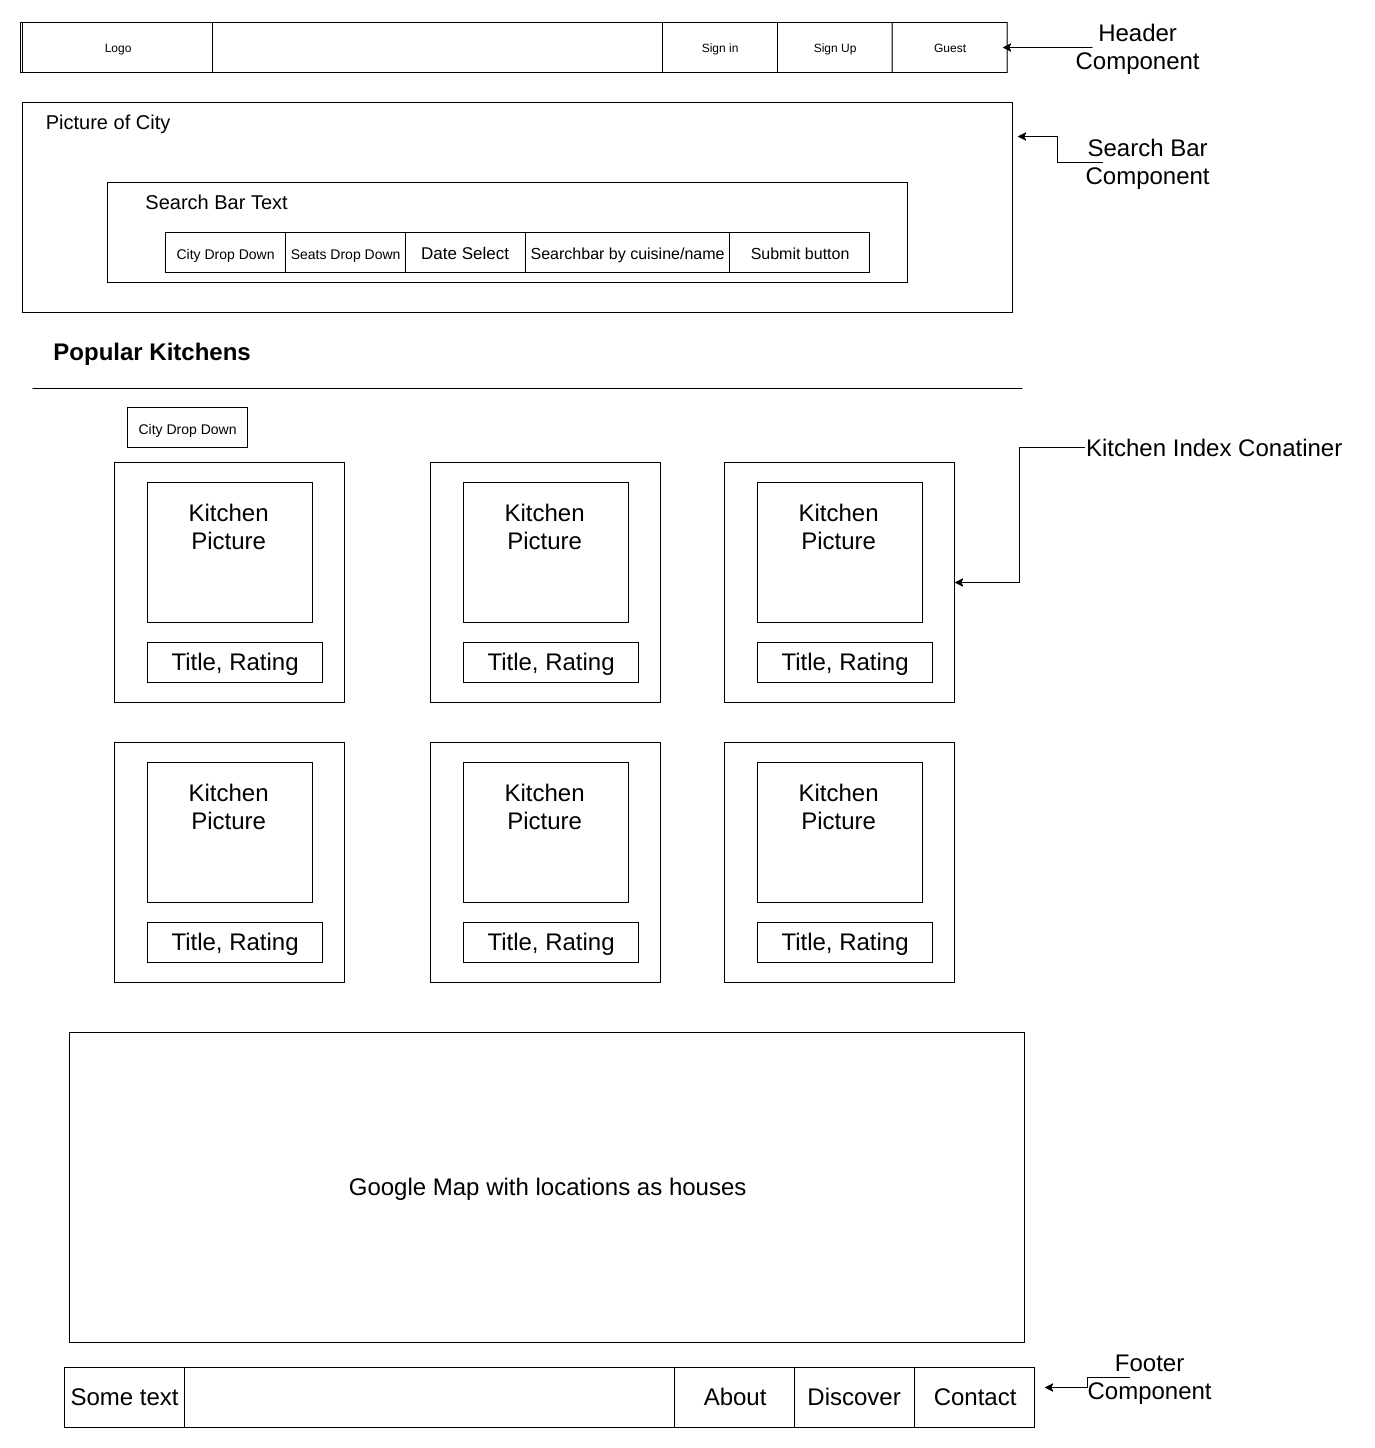 Logo
Sign in
Sign Up
Guest
Header
Component
Picture of City
Search Bar
Component
Search Bar Text
City Drop Down
Seats Drop Down
Date Select
Searchbar by cuisine/name
Submit button
Popular Kitchens
City Drop Down
Kitchen Index Conatiner
Kitchen
Picture
Kitchen
Picture
Kitchen
Picture
Title, Rating
Title, Rating
Title, Rating
Kitchen
Picture
Kitchen
Picture
Kitchen
Picture
Title, Rating
Title, Rating
Title, Rating
Google Map with locations as houses
Some text
About
Discover
Contact
Footer
Component